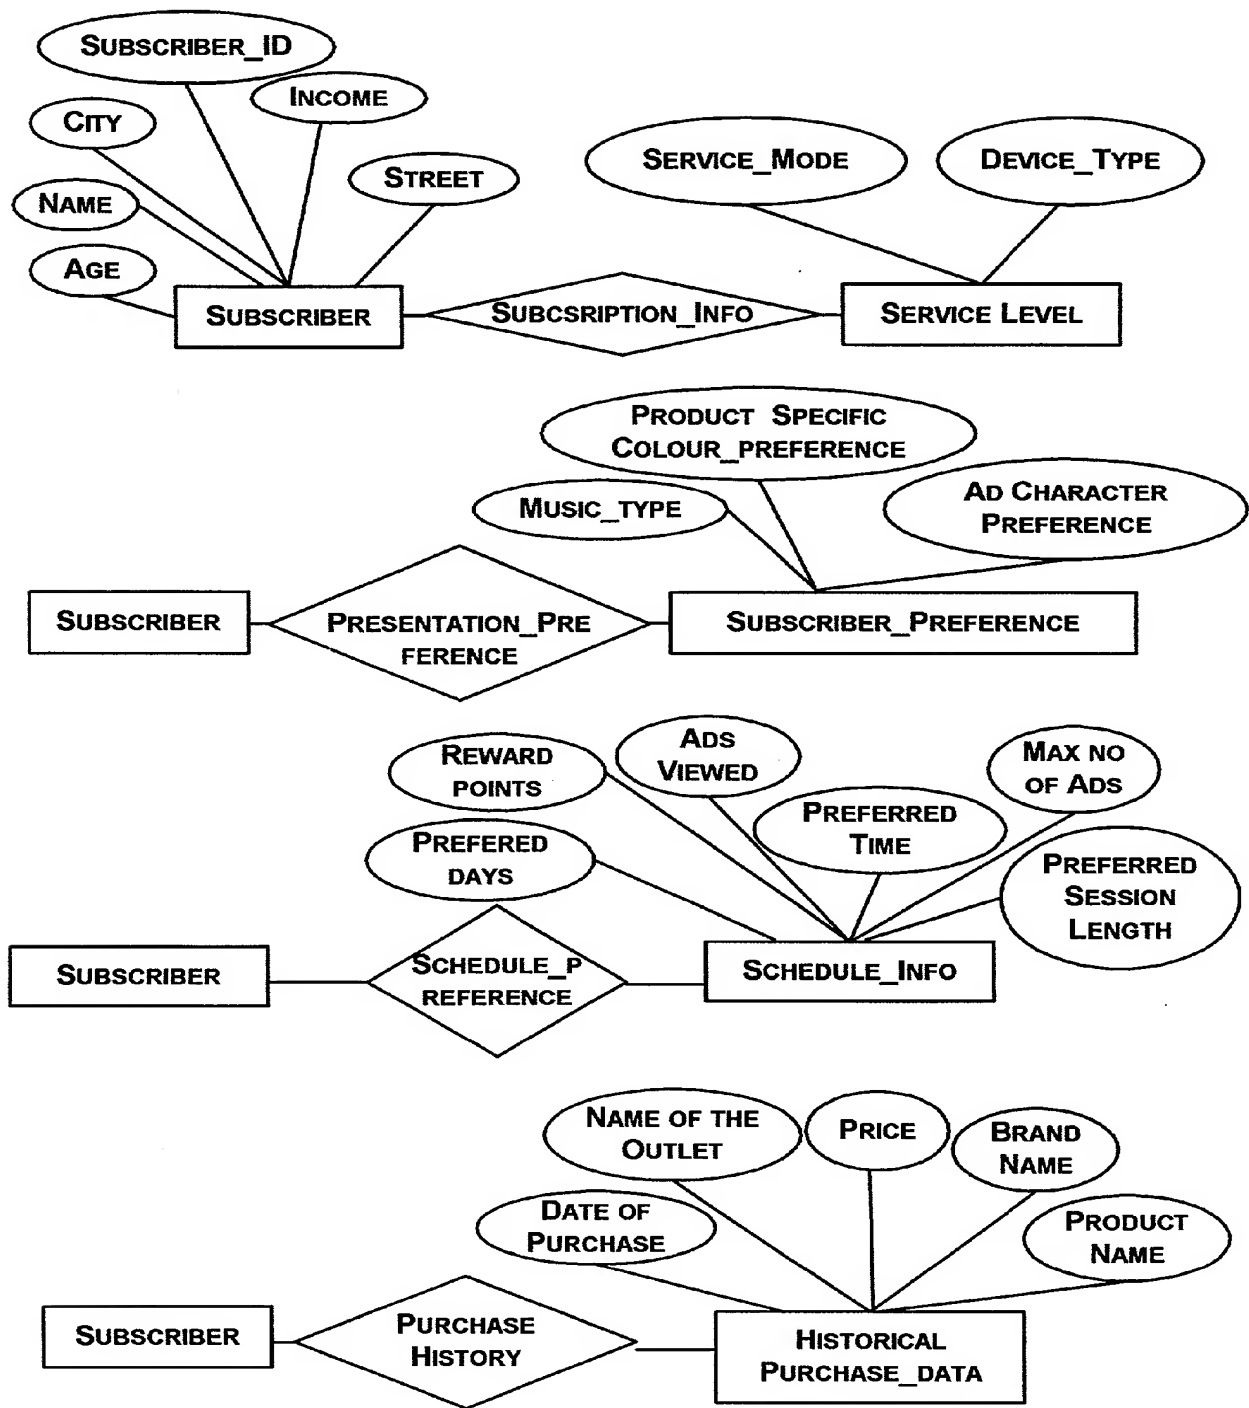 SUBSCRIBER_ID
INCOME
CITY
STREET
NAME
AGE
SERVICE_MODE
DEVICE_TYPE
SUBSCRIBER
SUBCSRIPTION_INFO
SERVICE LEVEL
PRODUCT SPECIFIC
COLOUR_PREFERENCE
MUSIC_TYPE
AD CHARACTER
PREFERENCE
SUBSCRIBER
PRESENTATION_PRE
FERENCE
SUBSCRIBER_PREFERENCE
REWARD
POINTS
ADS
VIEWED
MAX NO
OF ADS
PREFERRED
TIME
PREFERED
DAYS
PREFERRED
SESSION
LENGTH
SUBSCRIBER
SCHEDULE_P
REFERENCE
SCHEDULE_INFO
NAME OF THE
OUTLET
PRICE
BRAND
NAME
DATE OF
PURCHASE
PRODUCT
NAME
SUBSCRIBER
PURCHASE
HISTORY
HISTORICAL
PURCHASE_DATA